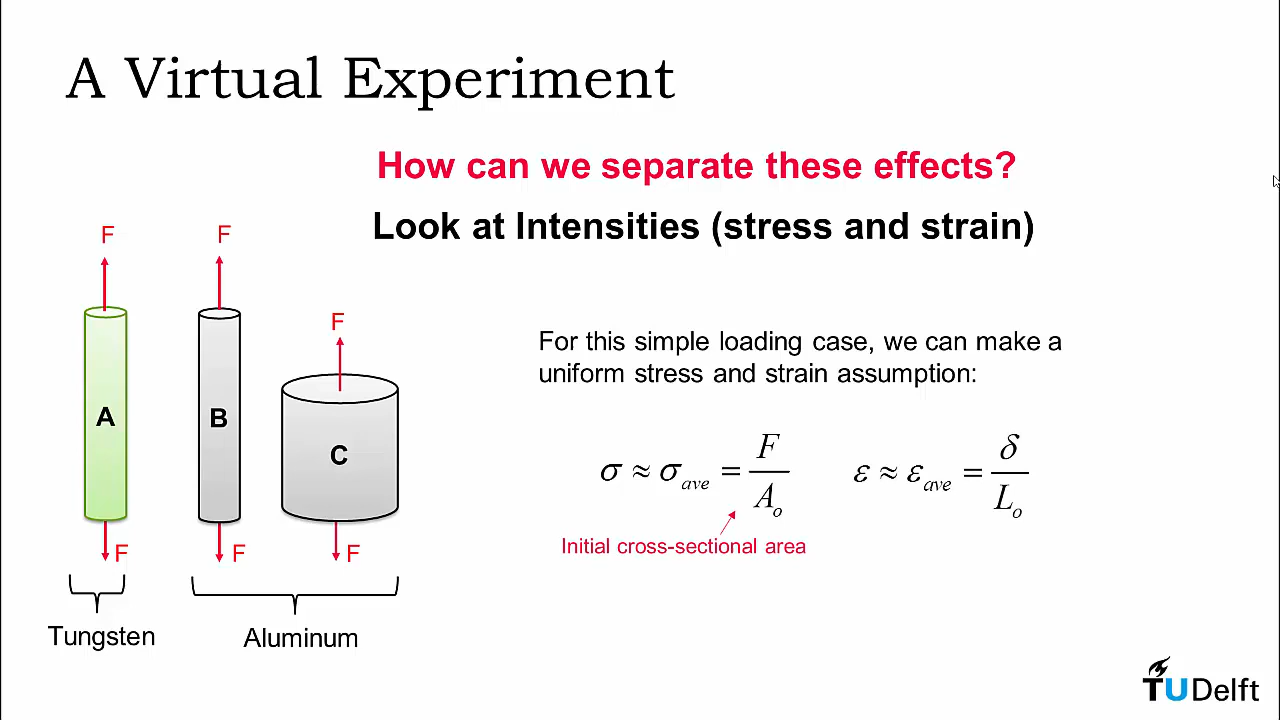 A Virtual Experiment
How can we separate these effects?
Look at Intensities (stress and strain)
F
F
F
A
B
C
F
F
F
Tungsten
Aluminum
For this simple loading case, we can make a
uniform stress and strain assumption:
σ ≈ σ_ave = F / A_o
ε ≈ ε_ave = δ / L_o
Initial cross-sectional area
TUDelft